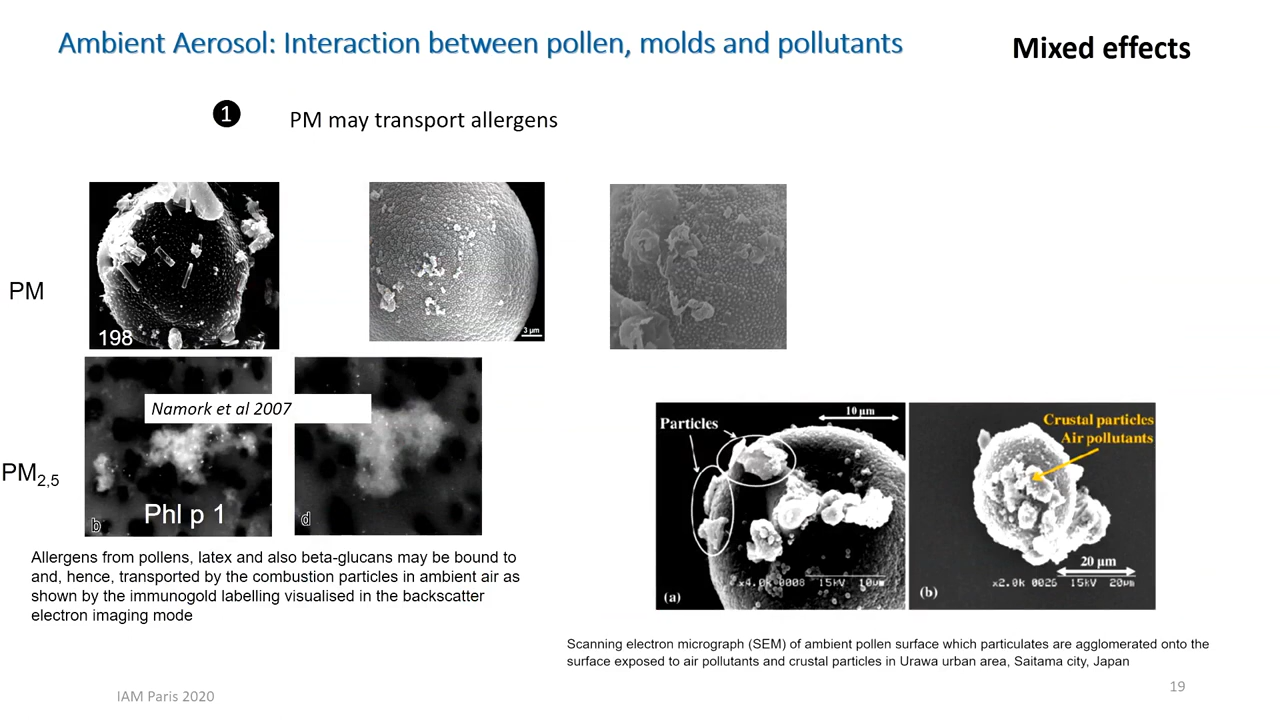 Ambient Aerosol: Interaction between pollen, molds and pollutants
Mixed effects
❶ PM may transport allergens
PM
198
3 µm
Namork et al 2007
PM2,5
b
Phl p 1
d
Allergens from pollens, latex and also beta-glucans may be bound to
and, hence, transported by the combustion particles in ambient air as
shown by the immunogold labelling visualised in the backscatter
electron imaging mode
Particles
10 µm
(a)
x4.0k 0008 15kV 10µm
Crustal particles
Air pollutants
20 µm
(b)
x2.0k 0026 15kV 20µm
Scanning electron micrograph (SEM) of ambient pollen surface which particulates are agglomerated onto the
surface exposed to air pollutants and crustal particles in Urawa urban area, Saitama city, Japan
IAM Paris 2020
19